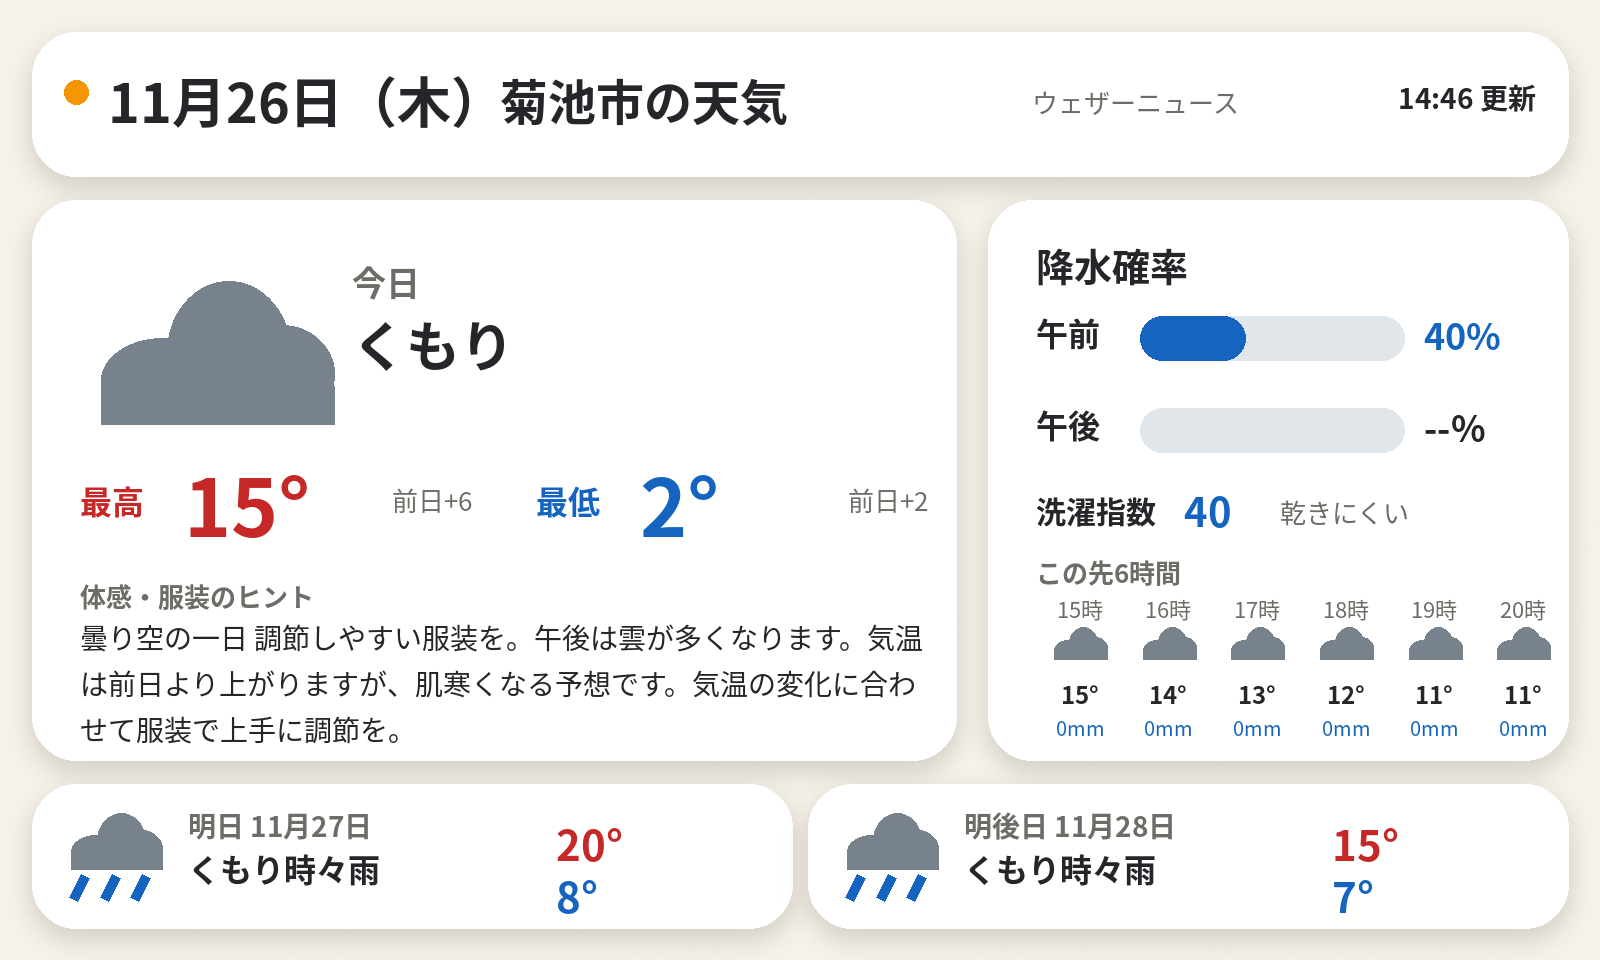 11月26日（木）菊池市の天気
ウェザーニュース
14:46 更新
今日
くもり
最高 15° 前日+6 最低 2° 前日+2
体感・服装のヒント
曇り空の一日 調節しやすい服装を。午後は雲が多くなります。気温
は前日より上がりますが、肌寒くなる予想です。気温の変化に合わ
せて服装で上手に調節を。
降水確率
午前 40%
午後 --%
洗濯指数 40 乾きにくい
この先6時間
15時 16時 17時 18時 19時 20時
15° 14° 13° 12° 11° 11°
0mm 0mm 0mm 0mm 0mm 0mm
明日 11月27日
くもり時々雨
20°
8°
明後日 11月28日
くもり時々雨
15°
7°